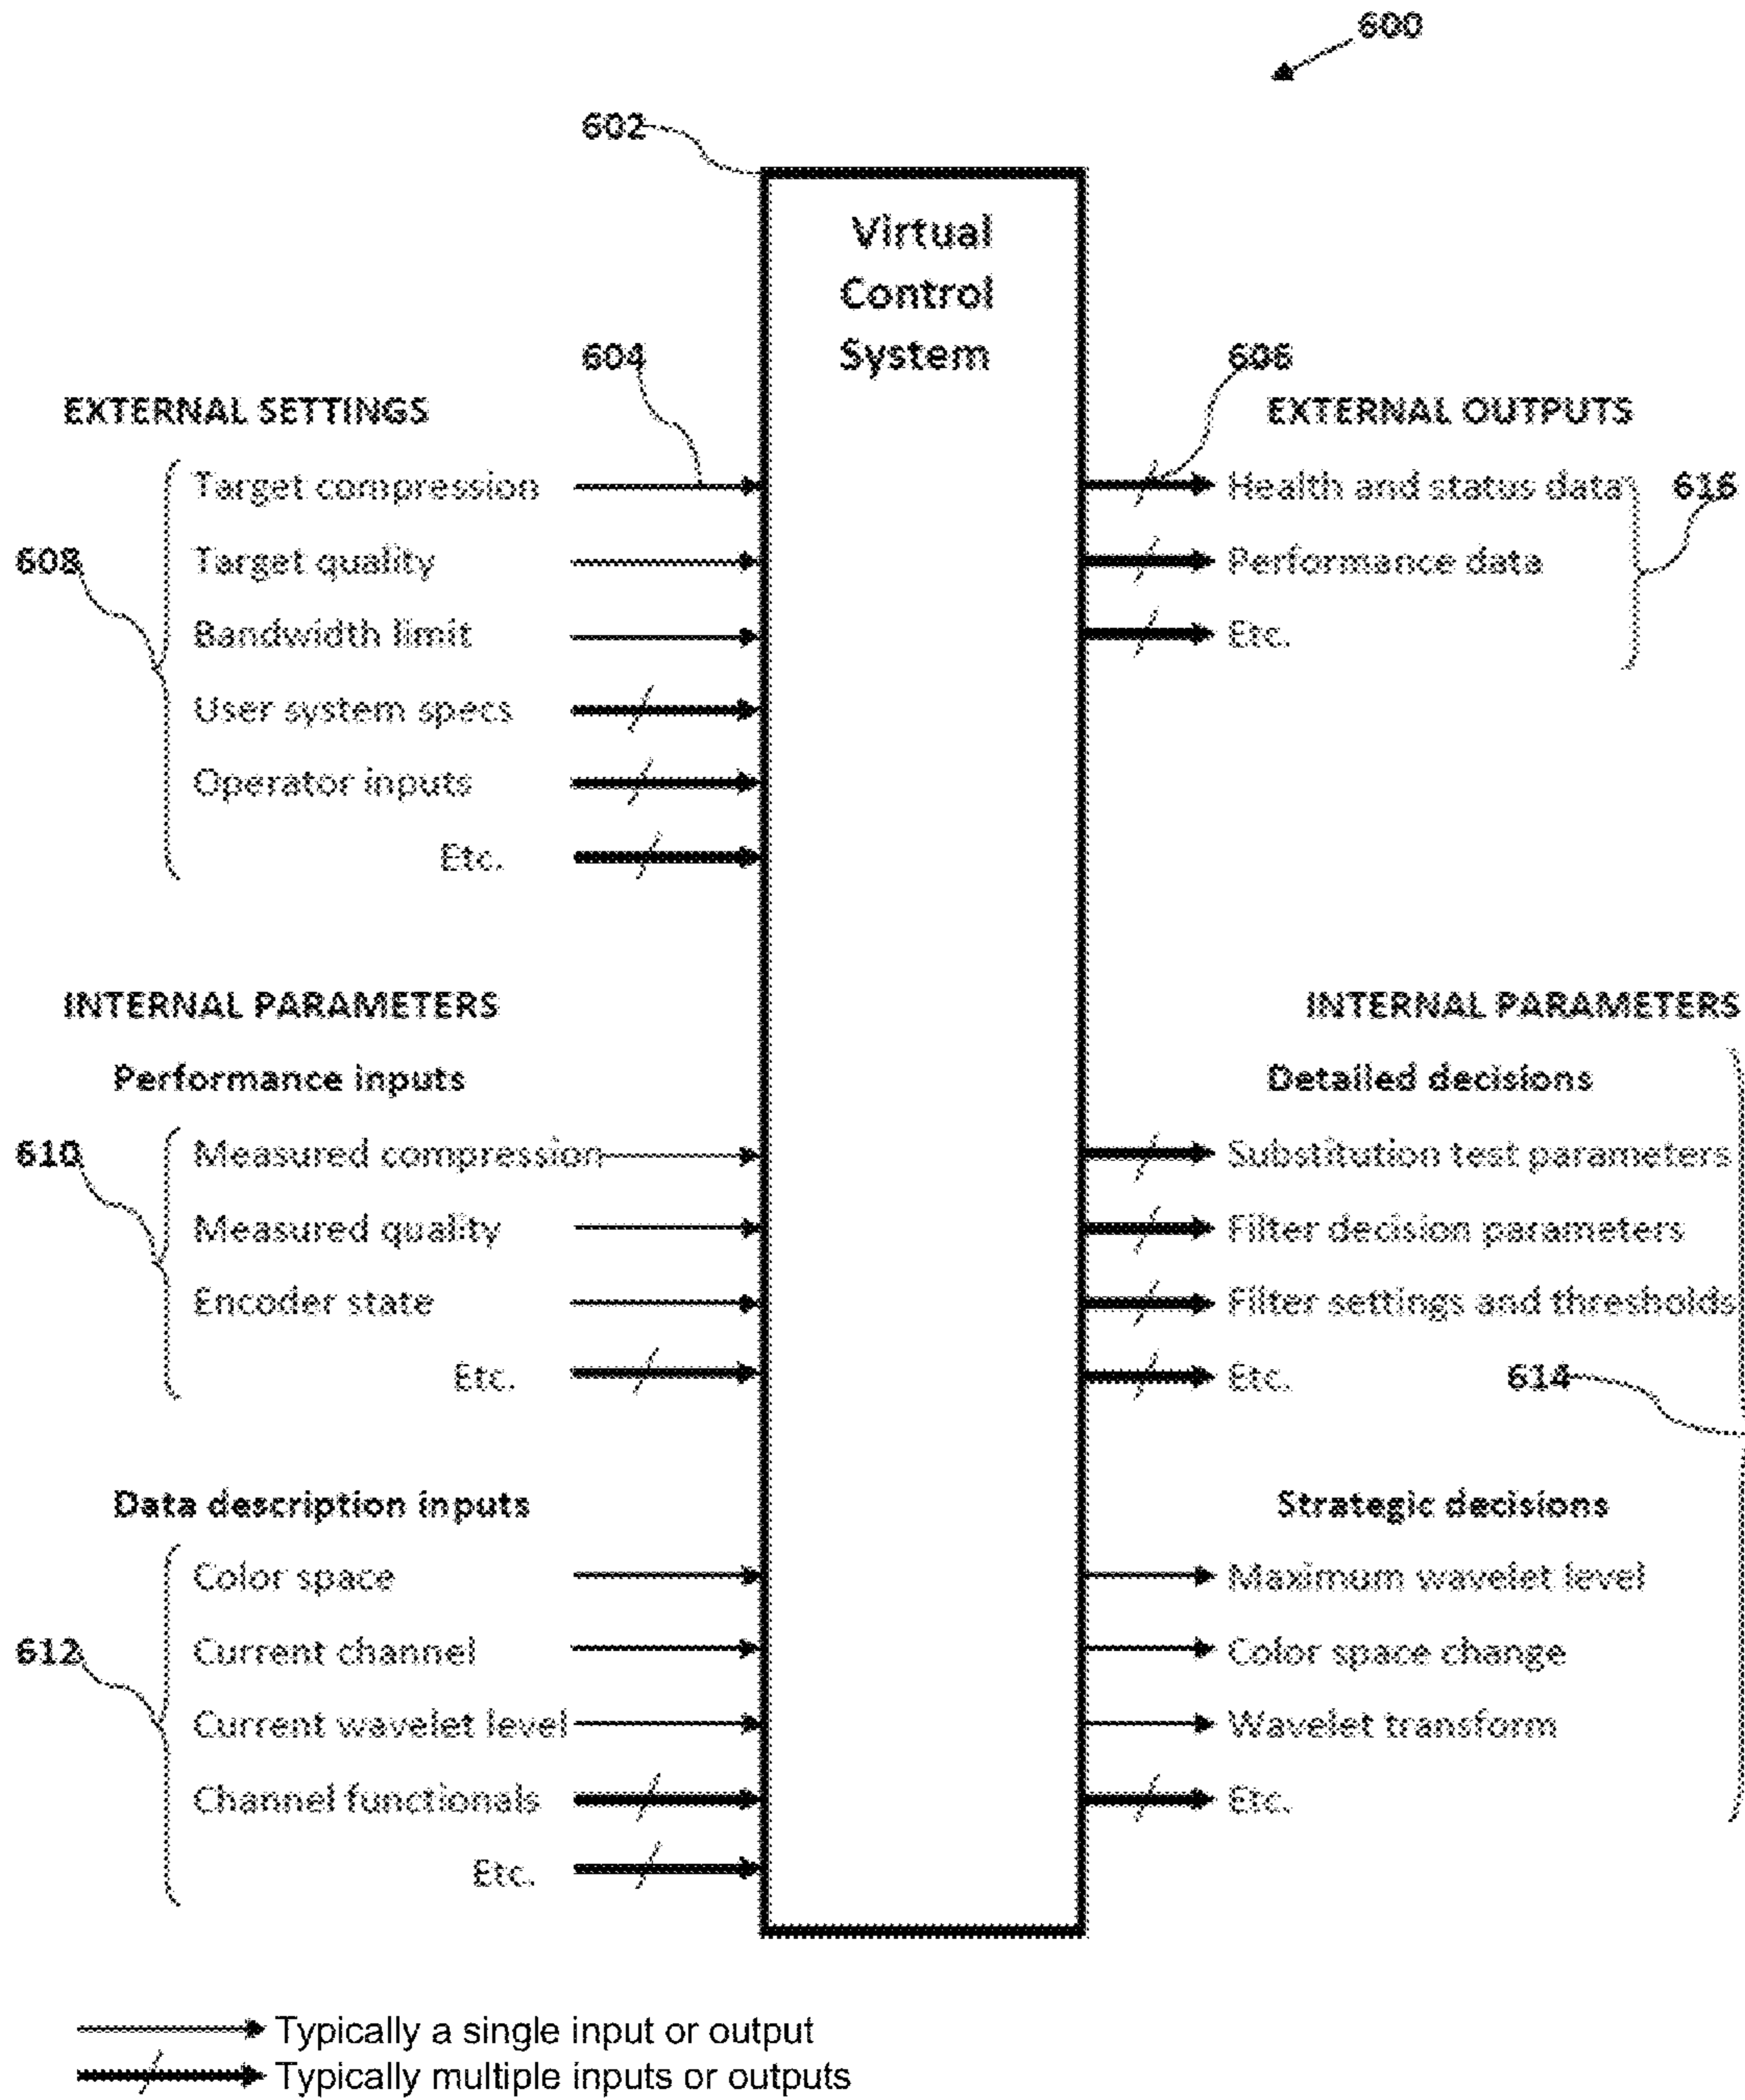 600
602
Virtual
Control
System
604
606
EXTERNAL SETTINGS
EXTERNAL OUTPUTS
Target compression
Health and status data
616
608
Target quality
Performance data
Bandwidth limit
Etc.
User system specs
Operator inputs
Etc.
INTERNAL PARAMETERS
INTERNAL PARAMETERS
Performance inputs
Detailed decisions
610
Measured compression
Substitution test parameters
Measured quality
Filter decision parameters
Encoder state
Filter settings and thresholds
Etc.
Etc.
614
Data description inputs
Strategic decisions
Color space
Maximum wavelet level
612
Current channel
Color space change
Current wavelet level
Wavelet transform
Channel functionals
Etc.
Etc.
Typically a single input or output
Typically multiple inputs or outputs